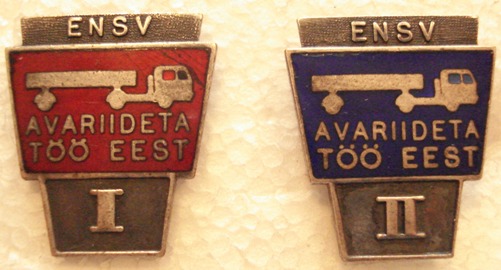 ENSV
AVARIIDETA
TÖÖ EEST
I
ENSV
AVARIIDETA
TÖÖ EEST
II